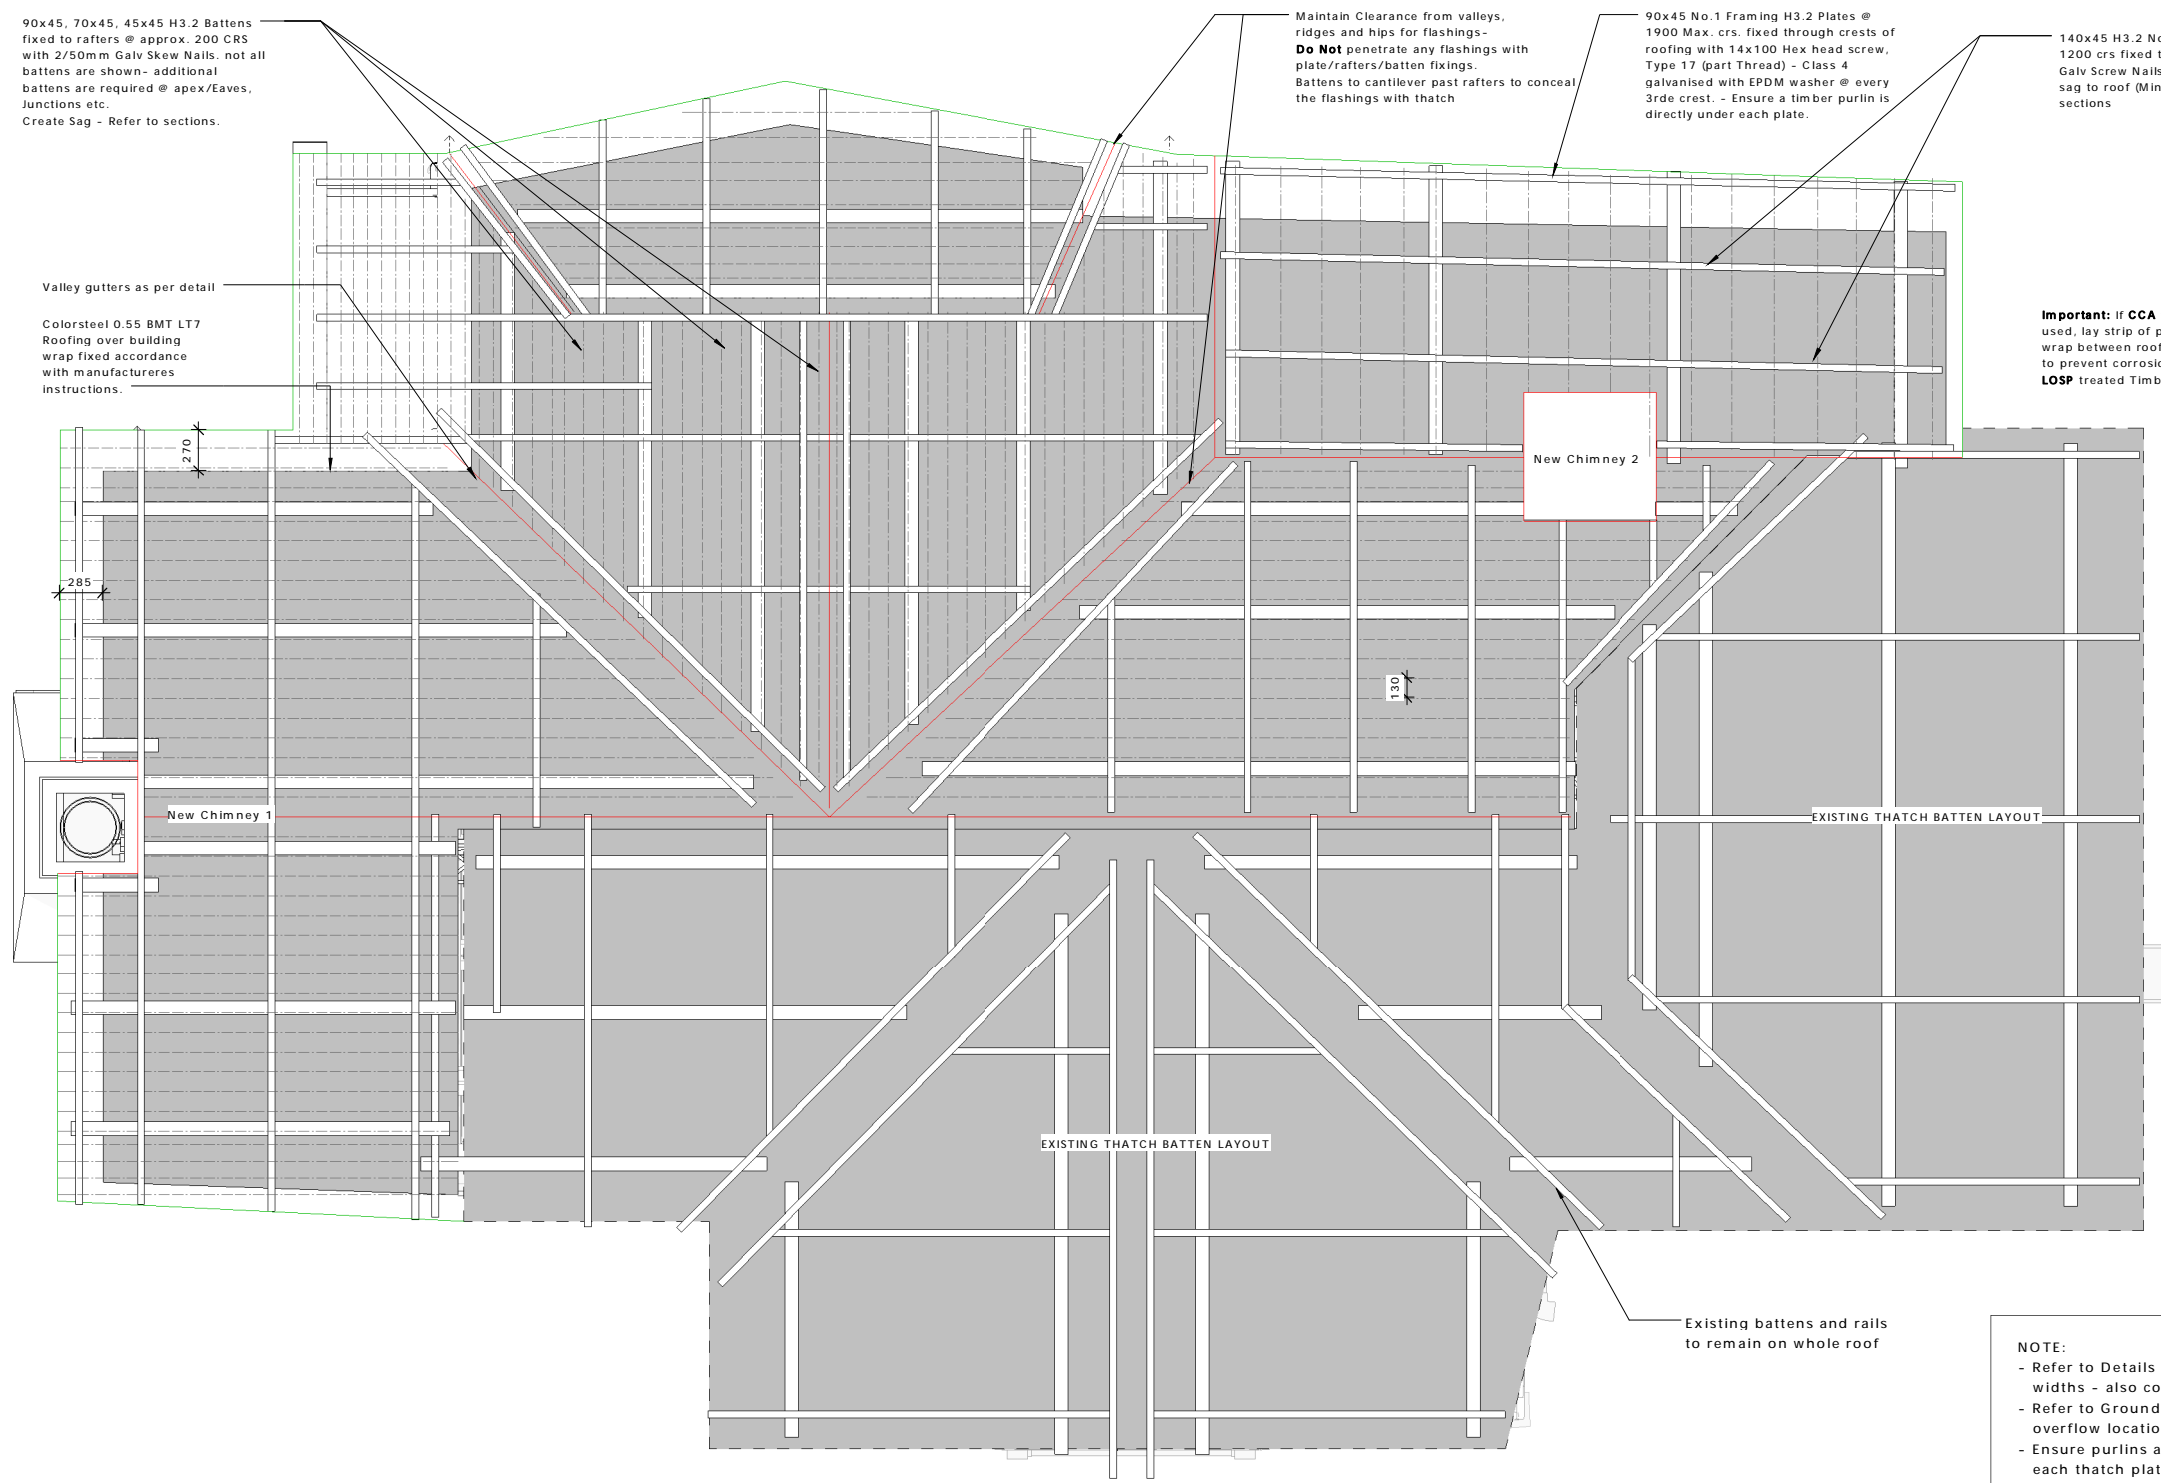 90x45, 70x45, 45x45 H3.2 Battens
fixed to rafters @ approx. 200 CRS
with 2/50mm Galv Skew Nails. not all
battens are shown- additional
battens are required @ apex/Eaves,
Junctions etc.
Create Sag - Refer to sections.
Maintain Clearance from valleys,
ridges and hips for flashings-
Do Not penetrate any flashings with
plate/rafters/batten fixings.
Battens to cantilever past rafters to conceal
the flashings with thatch
90x45 No.1 Framing H3.2 Plates @
1900 Max. crs. fixed through crests of
roofing with 14x100 Hex head screw,
Type 17 (part Thread) - Class 4
galvanised with EPDM washer @ every
3rde crest. - Ensure a timber purlin is
directly under each plate.
140x45 H3.2 No
1200 crs fixed t
Galv Screw Nails
sag to roof (Min
sections
Valley gutters as per detail
Colorsteel 0.55 BMT LT7
Roofing over building
wrap fixed accordance
with manufactureres
instructions.
Important: If CCA
used, lay strip of p
wrap between roof
to prevent corrosio
LOSP treated Timb
270
285
130
New Chimney 2
New Chimney 1
EXISTING THATCH BATTEN LAYOUT
EXISTING THATCH BATTEN LAYOUT
Existing battens and rails
to remain on whole roof
NOTE:
- Refer to Details
widths - also co
- Refer to Ground
overflow locatio
- Ensure purlins a
each thatch plat